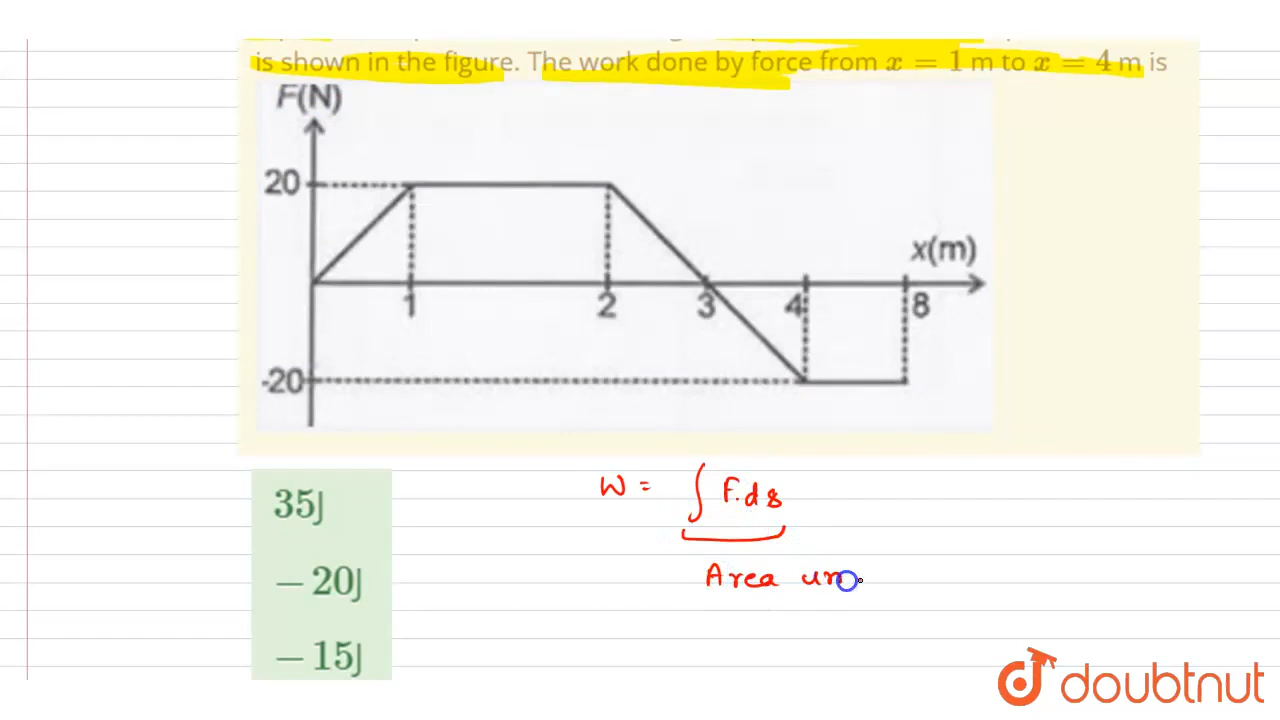 is shown in the figure. The work done by force from x = 1 m to x = 4 m is
F(N)
20
x(m)
1 2 3 4 8
-20
W = ∫ F.ds
35J
Area un
−20J
−15J
doubtnut